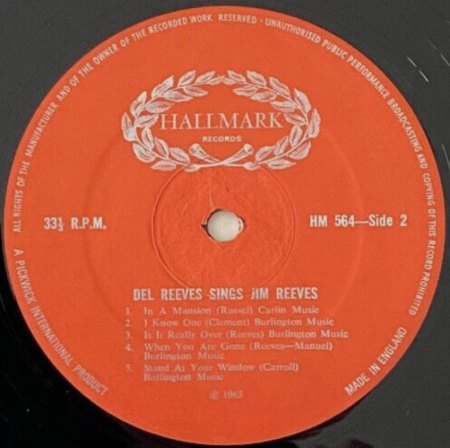 ALL RIGHTS OF THE MANUFACTURER AND OF THE OWNER OF THE RECORDED WORK RESERVED - UNAUTHORISED PUBLIC PERFORMANCE BROADCASTING AND COPYING OF THIS RECORD PROHIBITED
HALLMARK
RECORDS
33⅓ R.P.M.
HM 564—Side 2
DEL REEVES SINGS JIM REEVES
1. In A Mansion (Russel) Carlin Music
2. I Know One (Clement) Burlington Music
3. Is It Really Over (Reeves) Burlington Music
4. When You Are Gone (Reeves—Manuel)
Burlington Music
5. Stand At Your Window (Carroll)
Burlington Music
℗ 1965
A PICKWICK INTERNATIONAL PRODUCT
MADE IN ENGLAND